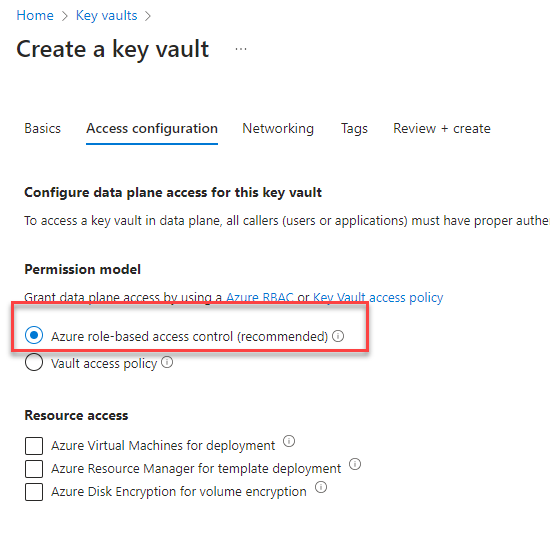 Home > Key vaults >
Create a key vault ...
Basics Access configuration Networking Tags Review + create
Configure data plane access for this key vault
To access a key vault in data plane, all callers (users or applications) must have proper authe
Permission model
Grant data plane access by using a Azure RBAC or Key Vault access policy
Azure role-based access control (recommended)
Vault access policy
Resource access
Azure Virtual Machines for deployment
Azure Resource Manager for template deployment
Azure Disk Encryption for volume encryption